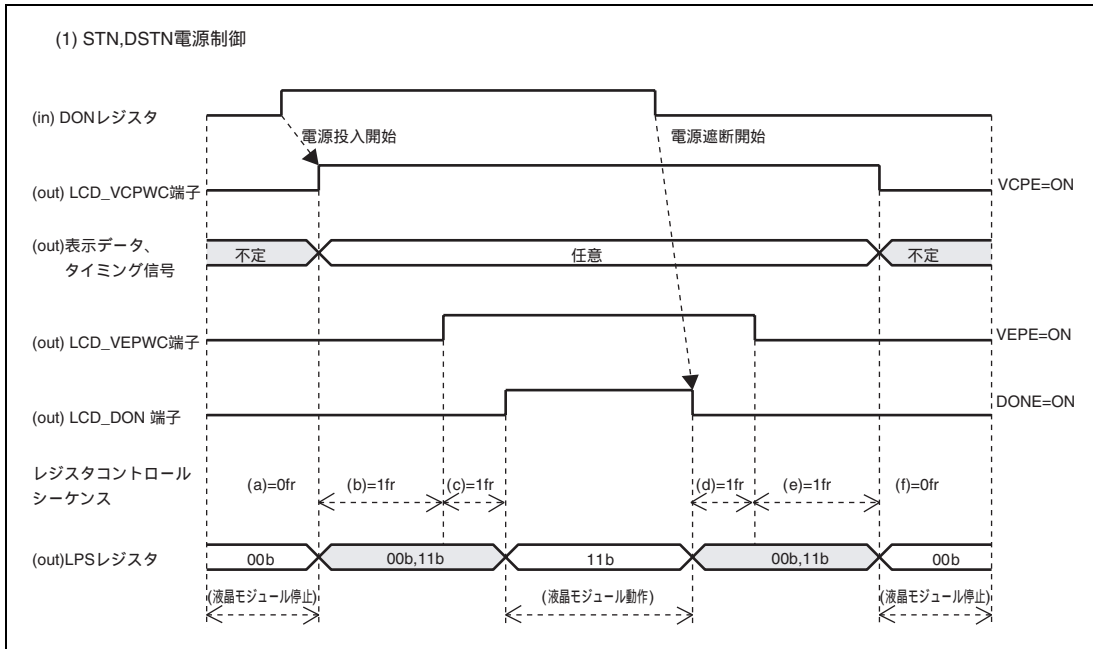 (1) STN,DSTN電源制御
(in) DONレジスタ
電源投入開始
電源遮断開始
(out) LCD_VCPWC端子
VCPE=ON
(out)表示データ、
タイミング信号
不定
任意
不定
(out) LCD_VEPWC端子
VEPE=ON
(out) LCD_DON 端子
DONE=ON
レジスタコントロール
シーケンス
(a)=0fr
(b)=1fr
(c)=1fr
(d)=1fr
(e)=1fr
(f)=0fr
(out)LPSレジスタ
00b
00b,11b
11b
00b,11b
00b
(液晶モジュール停止)
(液晶モジュール動作)
(液晶モジュール停止)